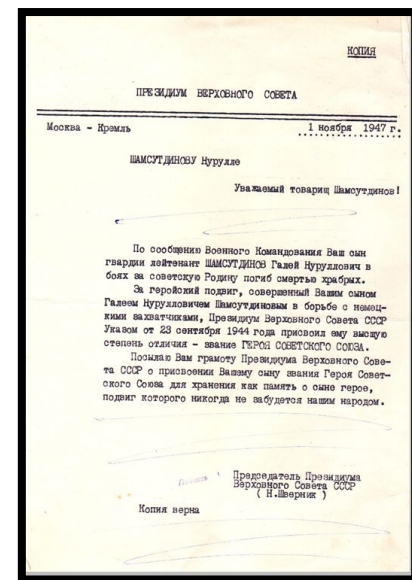 КОПИЯ
ПРЕЗИДИУМ ВЕРХОВНОГО СОВЕТА
Москва - Кремль
1 ноября 1947 г.
ШАМСУТДИНОВУ Нурулле
Уважаемый товарищ Шамсутдинов!
По сообщению Военного Командования Ваш сын
гвардии лейтенант ШАМСУТДИНОВ Галей Нуруллович в
боях за советскую Родину погиб смертью храбрых.
За геройский подвиг, совершенный Вашим сыном
Галеем Нурулловичем Шамсутдиновым в борьбе с немец-
кими захватчиками, Президиум Верховного Совета СССР
Указом от 23 сентября 1944 года присвоил ему высшую
степень отличия - звание ГЕРОЯ СОВЕТСКОГО СОЮЗА.
Посылаю Вам грамоту Президиума Верховного Сове-
та СССР о присвоении Вашему сыну звания Героя Совет-
ского Союза для хранения как память о сыне герое,
подвиг которого никогда не забудется нашим народом.
Председатель Президиума
Верховного Совета СССР
( Н.Шверник )
Копия верна